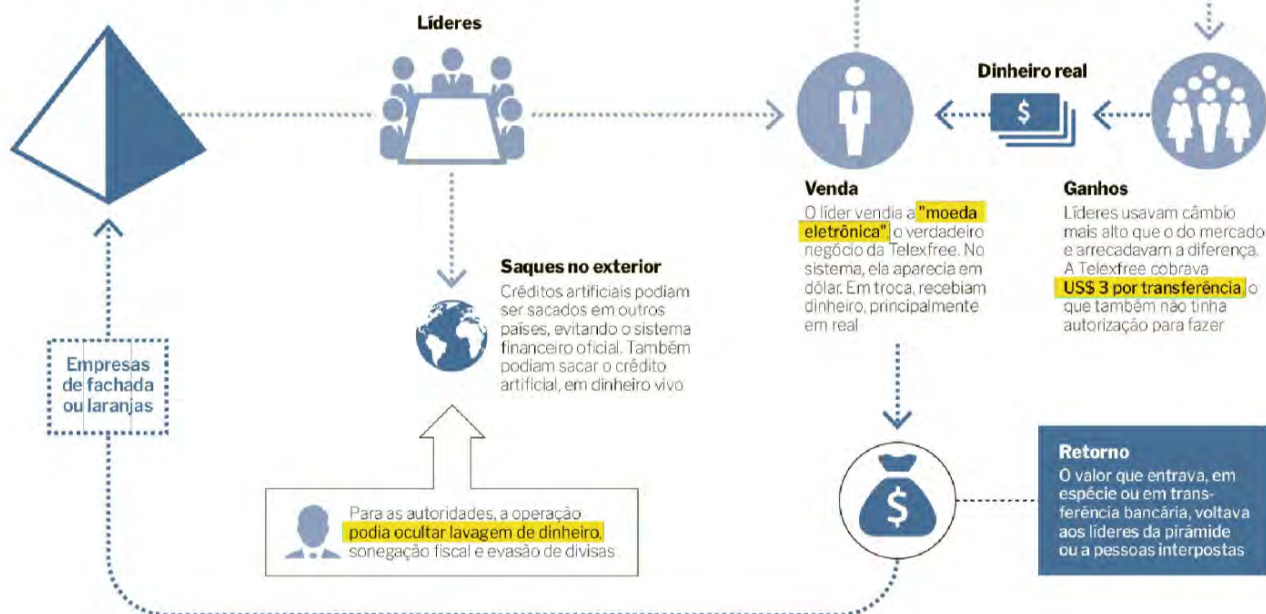 Líderes
Dinheiro real
$
Venda
O líder vendia a "moeda
eletrônica", o verdadeiro
negócio da Telexfree. No
sistema, ela aparecia em
dólar. Em troca, recebiam
dinheiro, principalmente
em real
Ganhos
Líderes usavam câmbio
mais alto que o do mercado
e arrecadavam a diferença.
A Telexfree cobrava
US$ 3 por transferência, o
que também não tinha
autorização para fazer
Saques no exterior
Créditos artificiais podiam
ser sacados em outros
países, evitando o sistema
financeiro oficial. Também
podiam sacar o crédito
artificial, em dinheiro vivo
Empresas
de fachada
ou laranjas
Para as autoridades, a operação
podia ocultar lavagem de dinheiro,
sonegação fiscal e evasão de divisas
$
Retorno
O valor que entrava, em
espécie ou em trans-
ferência bancária, voltava
aos líderes da pirâmide
ou a pessoas interpostas